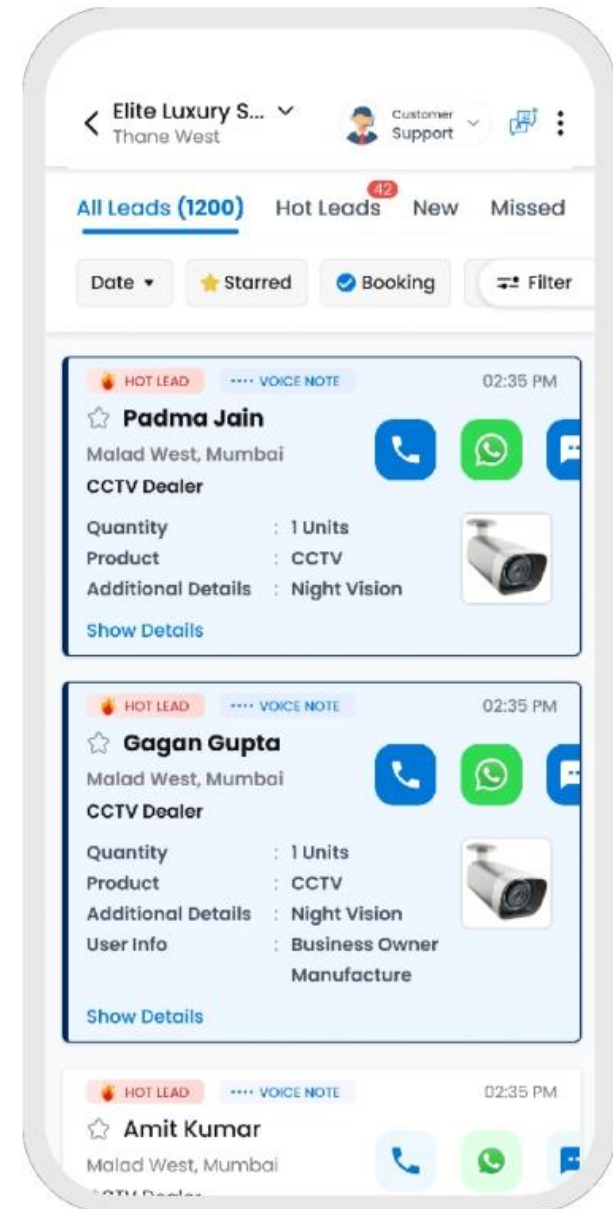 Elite Luxury S...
Thane West
Customer
Support
All Leads (1200) Hot Leads 42 New Missed
Date Starred Booking Filter
HOT LEAD VOICE NOTE 02:35 PM
Padma Jain
Malad West, Mumbai
CCTV Dealer
Quantity : 1 Units
Product : CCTV
Additional Details : Night Vision
Show Details
HOT LEAD VOICE NOTE 02:35 PM
Gagan Gupta
Malad West, Mumbai
CCTV Dealer
Quantity : 1 Units
Product : CCTV
Additional Details : Night Vision
User Info : Business Owner
Manufacture
Show Details
HOT LEAD VOICE NOTE 02:35 PM
Amit Kumar
Malad West, Mumbai